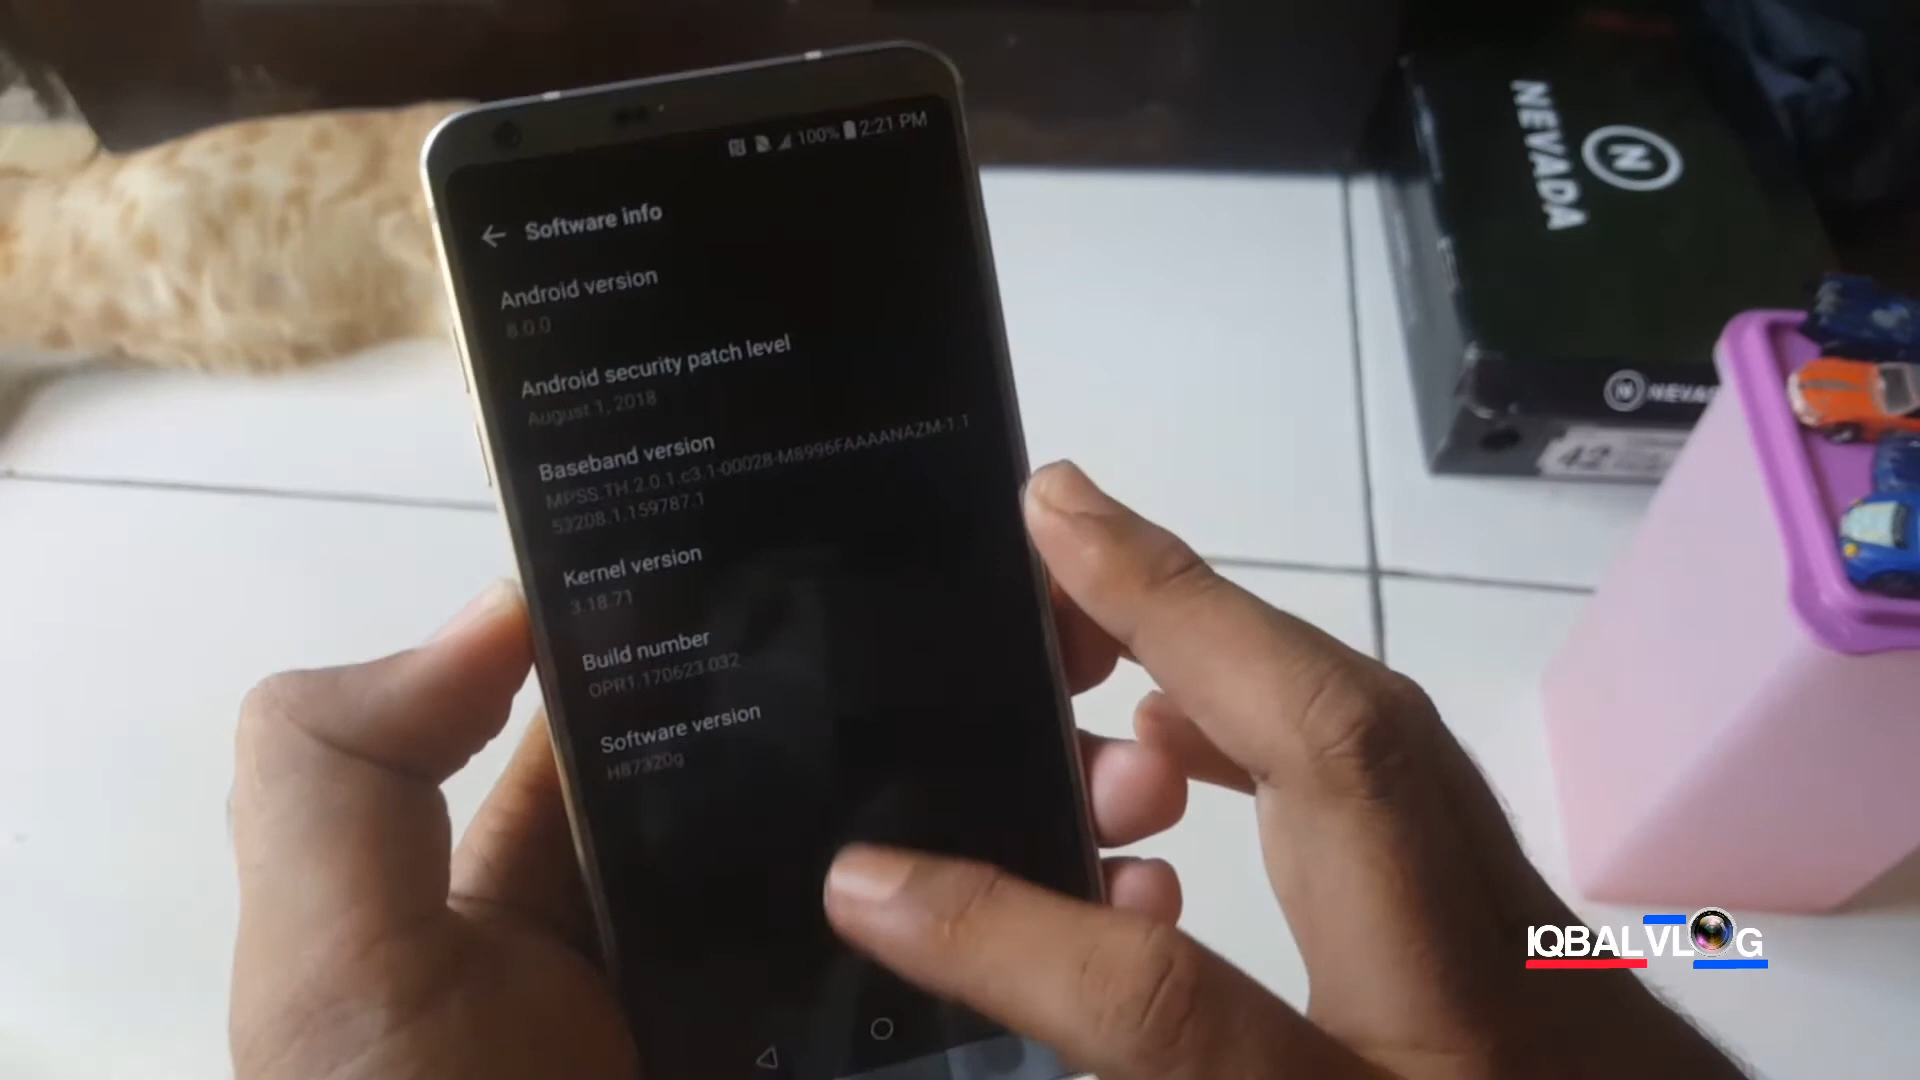 100% 2:21 PM
Software info
Android version
8.0.0
Android security patch level
August 1, 2018
Baseband version
MPSS.TH.2.0.1.c3.1-00028-M8996FAAAANAZM-1.1
53208.1.159787.1
Kernel version
3.18.71
Build number
OPR1.170623.032
Software version
H87320g
N
NEVADA
N NEVA
42
IQBALVLOG